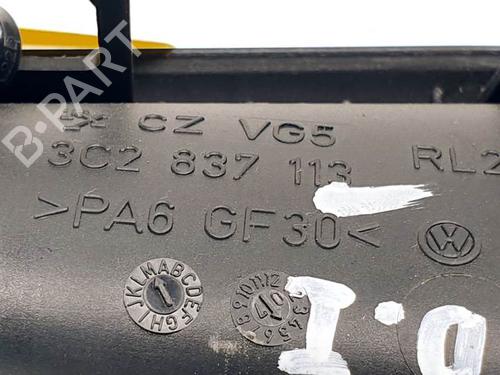 B-PART
CZ VG5
3C2 837 113 RL2
>PA6 GF30<
VW
D.I